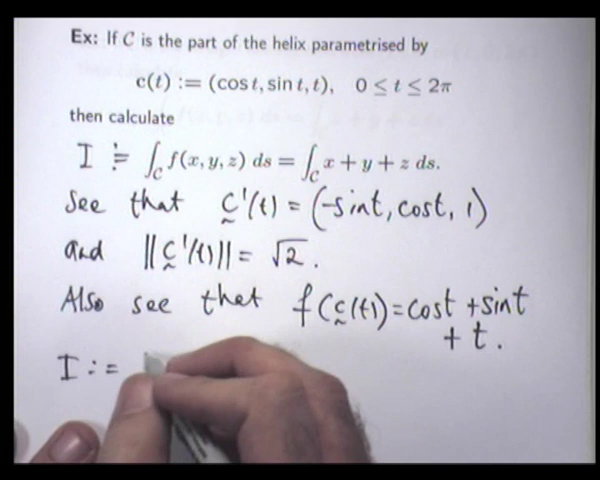 Ex: If C is the part of the helix parametrised by
c(t) := (cos t, sin t, t), 0 ≤ t ≤ 2π
then calculate
I := ∫_C f(x, y, z) ds = ∫_C x + y + z ds.
See that c'(t) = (-sint, cost, 1)
and ||c'(t)|| = √2.
Also see that f(c(t)) = cost + sint
+ t.
I :=